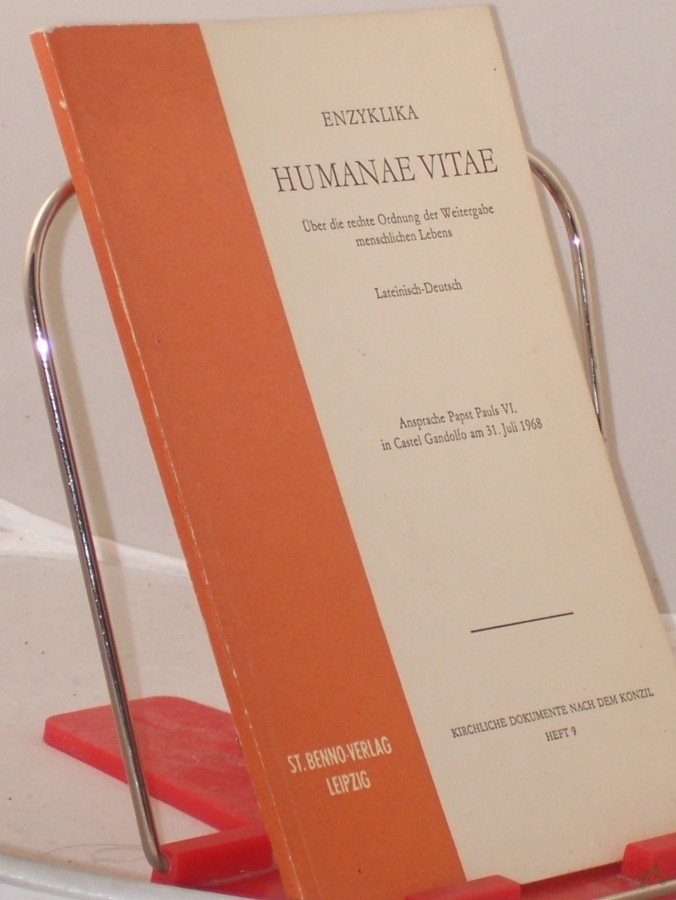 ENZYKLIKA
HUMANAE VITAE
Über die rechte Ordnung der Weitergabe
menschlichen Lebens
Lateinisch-Deutsch
Ansprache Papst Pauls VI.
in Castel Gandolfo am 31. Juli 1968
KIRCHLICHE DOKUMENTE NACH DEM KONZIL
HEFT 9
ST. BENNO-VERLAG
LEIPZIG